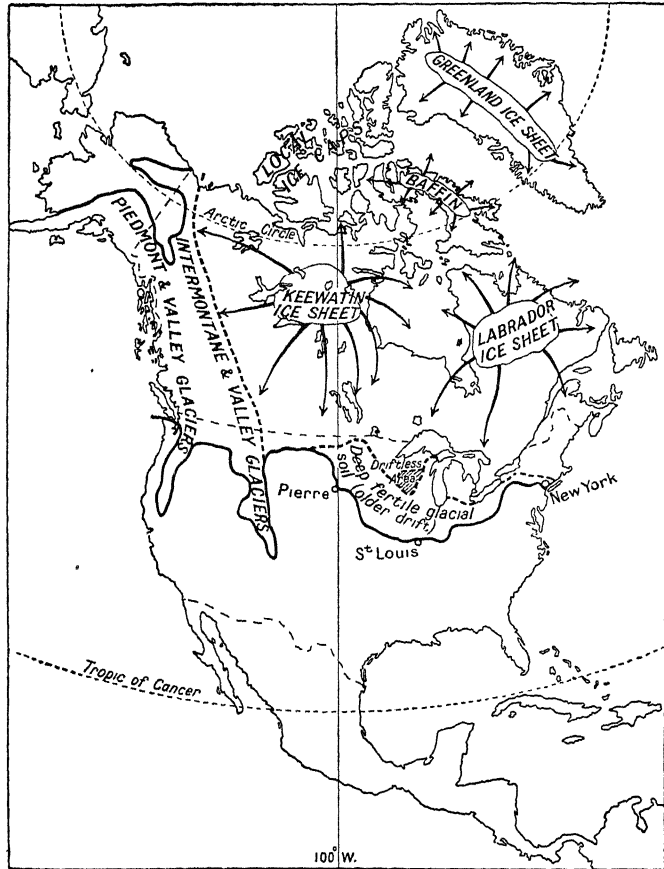 GREENLAND ICE SHEET
LOCAL
ICE CAPS
BAFFIN
Arctic Circle
PIEDMONT & VALLEY GLACIERS
INTERMONTANE & VALLEY GLACIERS
KEEWATIN
ICE SHEET
LABRADOR
ICE SHEET
Driftless
Area
Deep fertile glacial
soil (older drift)
Pierre
New York
St Louis
Tropic of Cancer
100° W.